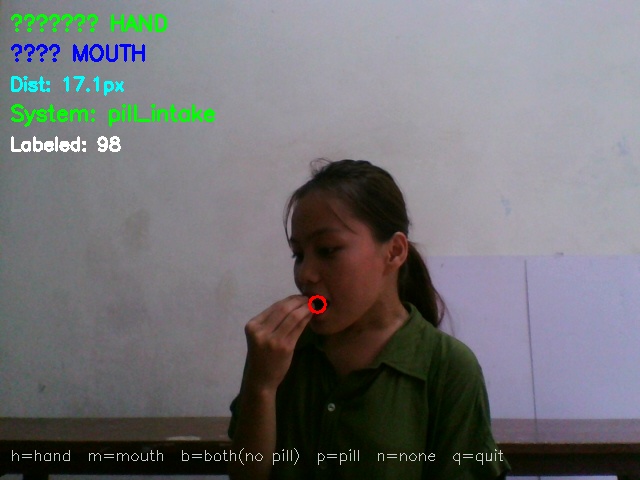 ??????? HAND
???? MOUTH
Dist: 17.1px
System: pill_intake
Labeled: 98
h=hand m=mouth b=both(no pill) p=pill n=none q=quit